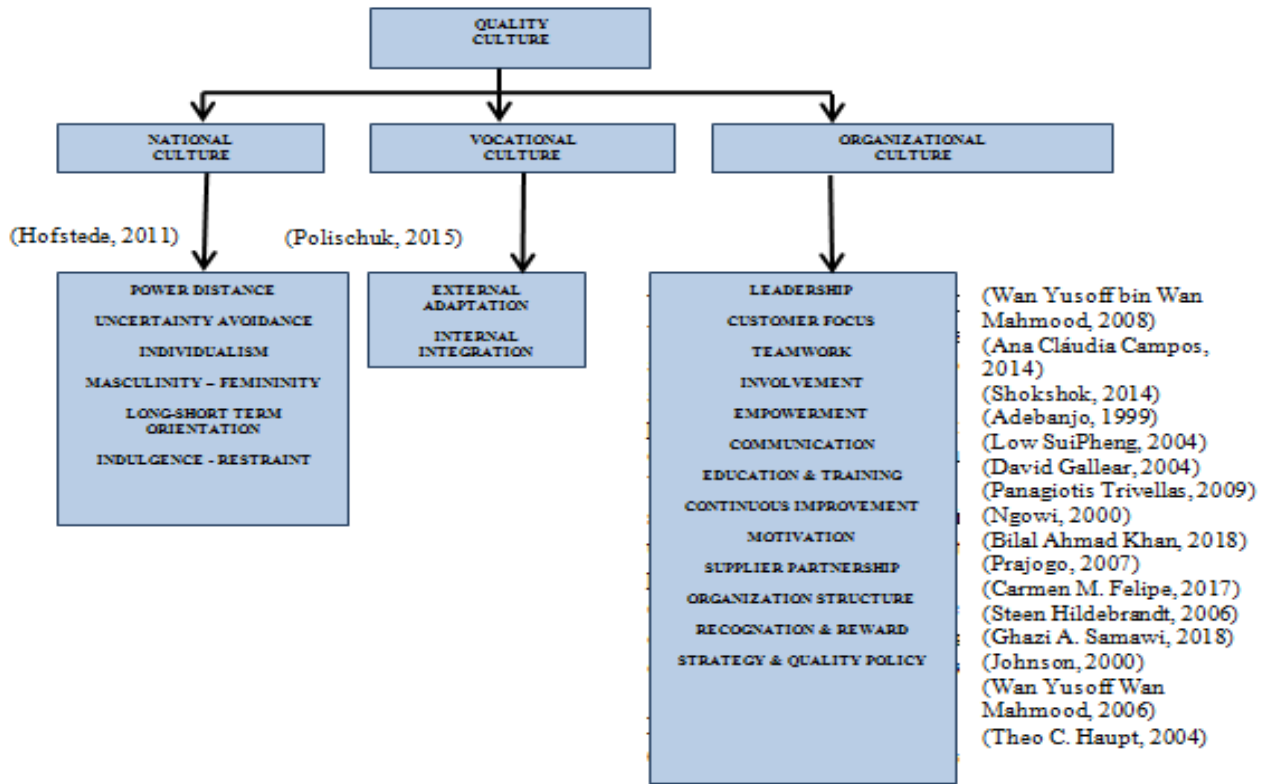 QUALITY
CULTURE
NATIONAL
CULTURE
VOCATIONAL
CULTURE
ORGANIZATIONAL
CULTURE
(Hofstede, 2011)
(Polischuk, 2015)
POWER DISTANCE
UNCERTAINTY AVOIDANCE
INDIVIDUALISM
MASCULINITY – FEMININITY
LONG-SHORT TERM
ORIENTATION
INDULGENCE - RESTRAINT
EXTERNAL
ADAPTATION
INTERNAL
INTEGRATION
LEADERSHIP
CUSTOMER FOCUS
TEAMWORK
INVOLVEMENT
EMPOWERMENT
COMMUNICATION
EDUCATION & TRAINING
CONTINUOUS IMPROVEMENT
MOTIVATION
SUPPLIER PARTNERSHIP
ORGANIZATION STRUCTURE
RECOGNATION & REWARD
STRATEGY & QUALITY POLICY
(Wan Yusoff bin Wan
Mahmood, 2008)
(Ana Cláudia Campos,
2014)
(Shokshok, 2014)
(Adebanjo, 1999)
(Low SuiPheng, 2004)
(David Gallear, 2004)
(Panagiotis Trivellas, 2009)
(Ngowi, 2000)
(Bilal Ahmad Khan, 2018)
(Prajogo, 2007)
(Carmen M. Felipe, 2017)
(Steen Hildebrandt, 2006)
(Ghazi A. Samawi, 2018)
(Johnson, 2000)
(Wan Yusoff Wan
Mahmood, 2006)
(Theo C. Haupt, 2004)